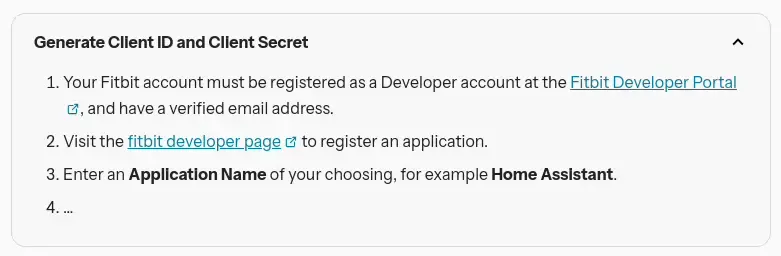 Generate Client ID and Client Secret
1. Your Fitbit account must be registered as a Developer account at the Fitbit Developer Portal
, and have a verified email address.
2. Visit the fitbit developer page to register an application.
3. Enter an Application Name of your choosing, for example Home Assistant.
4. ...